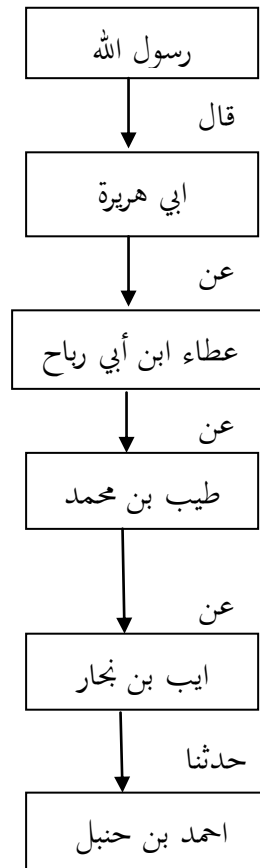 رسول الله
قال
ابي هريرة
عن
عطاء ابن أبي رباح
عن
طيب بن محمد
عن
ايب بن نجار
حدثنا
احمد بن حنبل